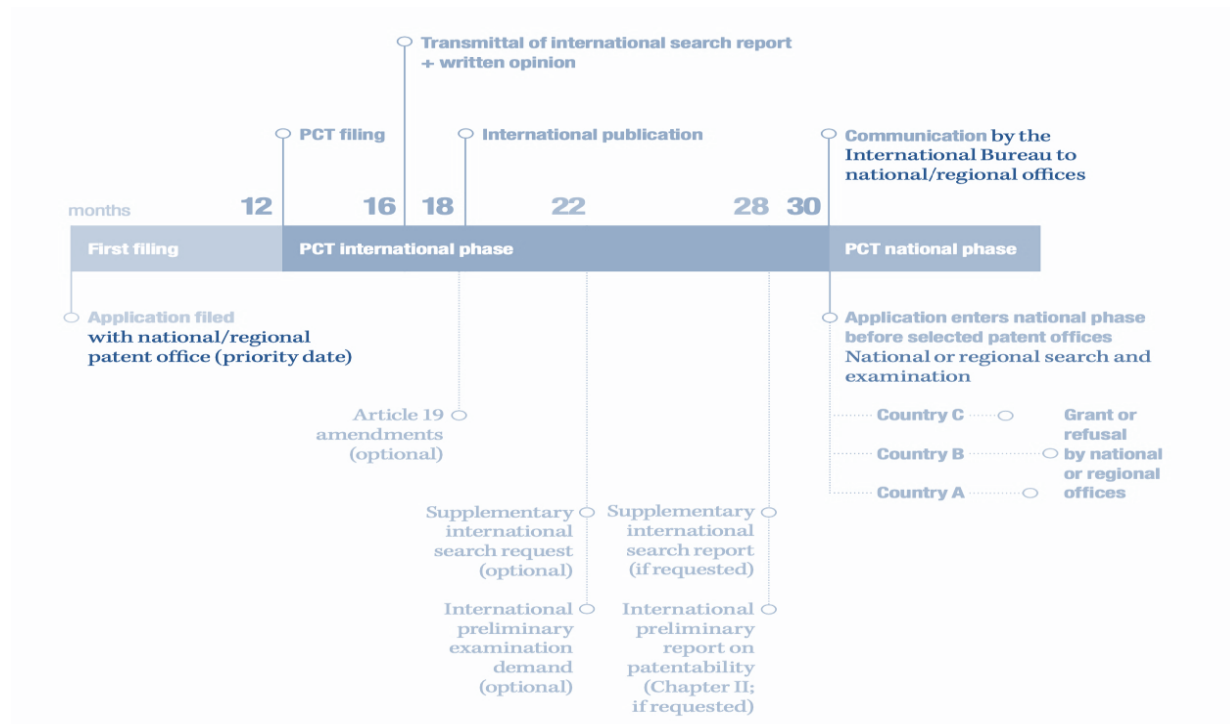 Transmittal of international search report
+ written opinion
PCT filing
International publication
Communication by the
International Bureau to
national/regional offices
months 12 16 18 22 28 30
First filing PCT international phase PCT national phase
Application filed
with national/regional
patent office (priority date)
Application enters national phase
before selected patent offices
National or regional search and
examination
Article 19
amendments
(optional)
Country C
Country B
Country A
Grant or
refusal
by national
or regional
offices
Supplementary
international
search request
(optional)
Supplementary
international
search report
(if requested)
International
preliminary
examination
demand
(optional)
International
preliminary
report on
patentability
(Chapter II;
if requested)